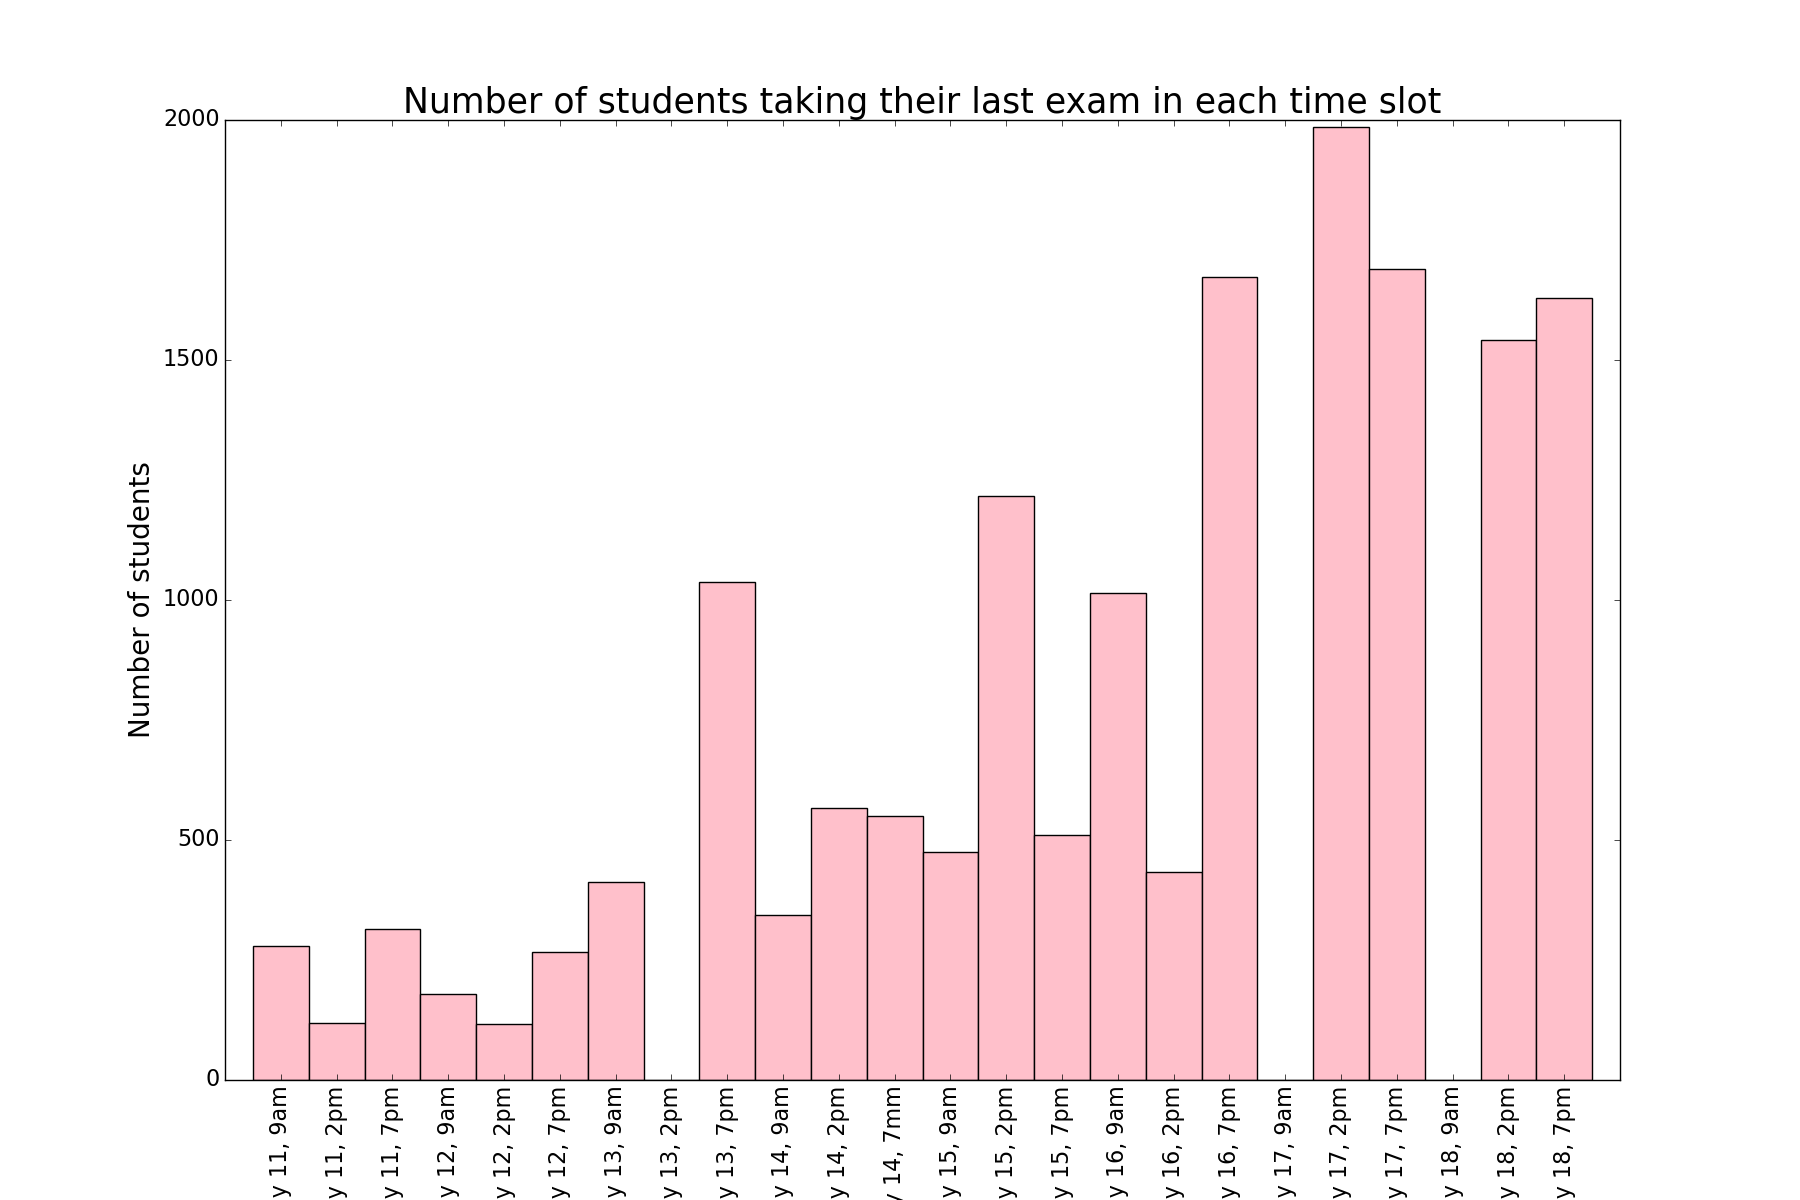 Number of students taking their last exam in each time slot
Number of students
2000
1500
1000
500
0
y 11, 9am
y 11, 2pm
y 11, 7pm
y 12, 9am
y 12, 2pm
y 12, 7pm
y 13, 9am
y 13, 2pm
y 13, 7pm
y 14, 9am
y 14, 2pm
y 14, 7mm
y 15, 9am
y 15, 2pm
y 15, 7pm
y 16, 9am
y 16, 2pm
y 16, 7pm
y 17, 9am
y 17, 2pm
y 17, 7pm
y 18, 9am
y 18, 2pm
y 18, 7pm